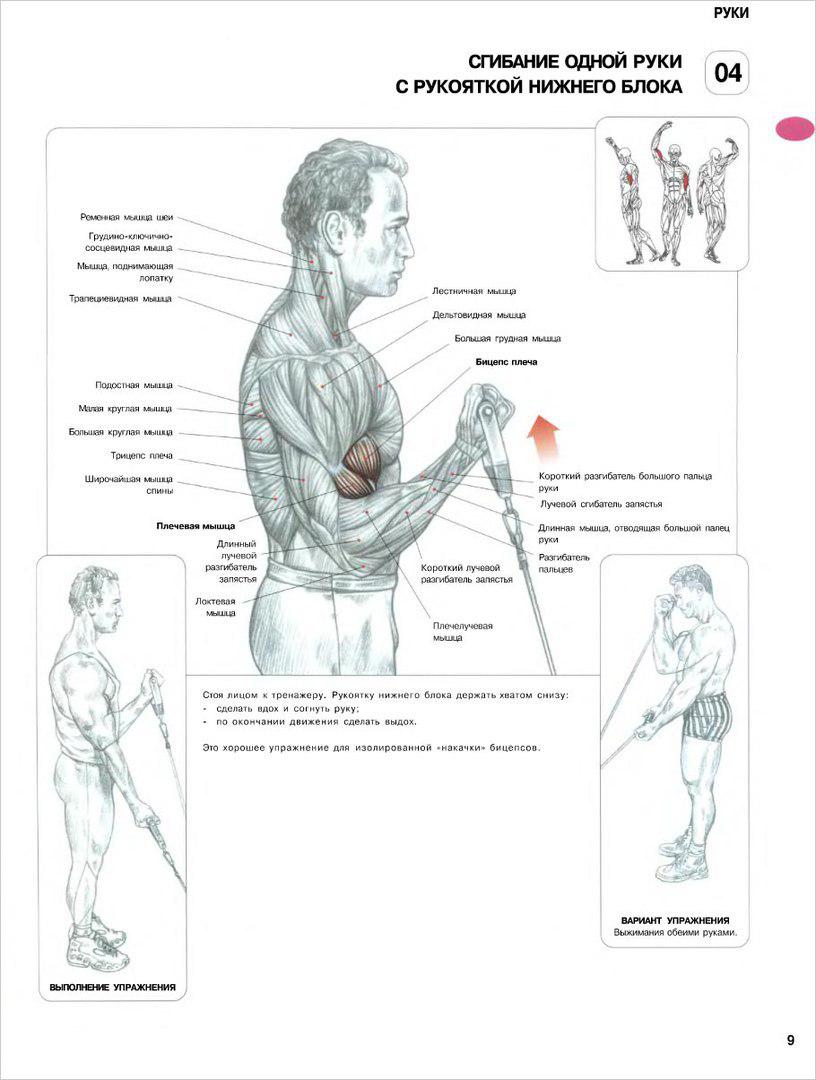 РУКИ
СГИБАНИЕ ОДНОЙ РУКИ
С РУКОЯТКОЙ НИЖНЕГО БЛОКА
04
Ременная мышца шеи
Грудино-ключично-
сосцевидная мышца
Мышца, поднимающая
лопатку
Трапециевидная мышца
Лестничная мышца
Дельтовидная мышца
Большая грудная мышца
Бицепс плеча
Подостная мышца
Малая круглая мышца
Большая круглая мышца
Трицепс плеча
Широчайшая мышца
спины
Плечевая мышца
Длинный
лучевой
разгибатель
запястья
Локтевая
мышца
Короткий разгибатель большого пальца
руки
Лучевой сгибатель запястья
Длинная мышца, отводящая большой палец
руки
Разгибатель
пальцев
Короткий лучевой
разгибатель запястья
Плечелучевая
мышца
Стоя лицом к тренажеру. Рукоятку нижнего блока держать хватом снизу:
- сделать вдох и согнуть руку;
- по окончании движения сделать выдох.
Это хорошее упражнение для изолированной «накачки» бицепсов.
ВЫПОЛНЕНИЕ УПРАЖНЕНИЯ
ВАРИАНТ УПРАЖНЕНИЯ
Выжимания обеими руками.
9